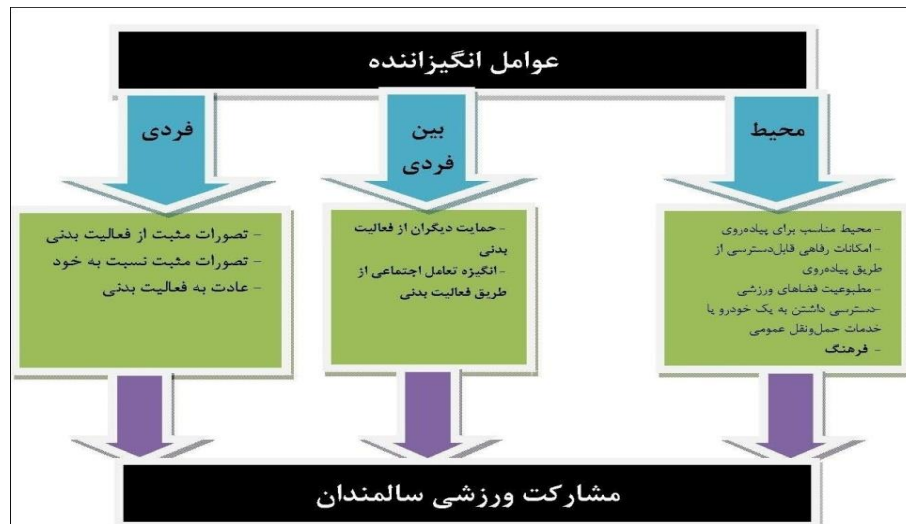 عوامل انگیزاننده
محیط
بین
فردی
فردی
- محیط مناسب برای پیاده‌روی
- امکانات رفاهی قابل‌دسترسی از
طریق پیاده‌روی
- مطبوعیت فضاهای ورزشی
-دسترسی داشتن به یک خودرو یا
خدمات حمل‌ونقل عمومی
- فرهنگ
-حمایت دیگران از فعالیت
بدنی
-انگیزه تعامل اجتماعی از
طریق فعالیت بدنی
- تصورات مثبت از فعالیت بدنی
- تصورات مثبت نسبت به خود
- عادت به فعالیت بدنی
مشارکت ورزشی سالمندان